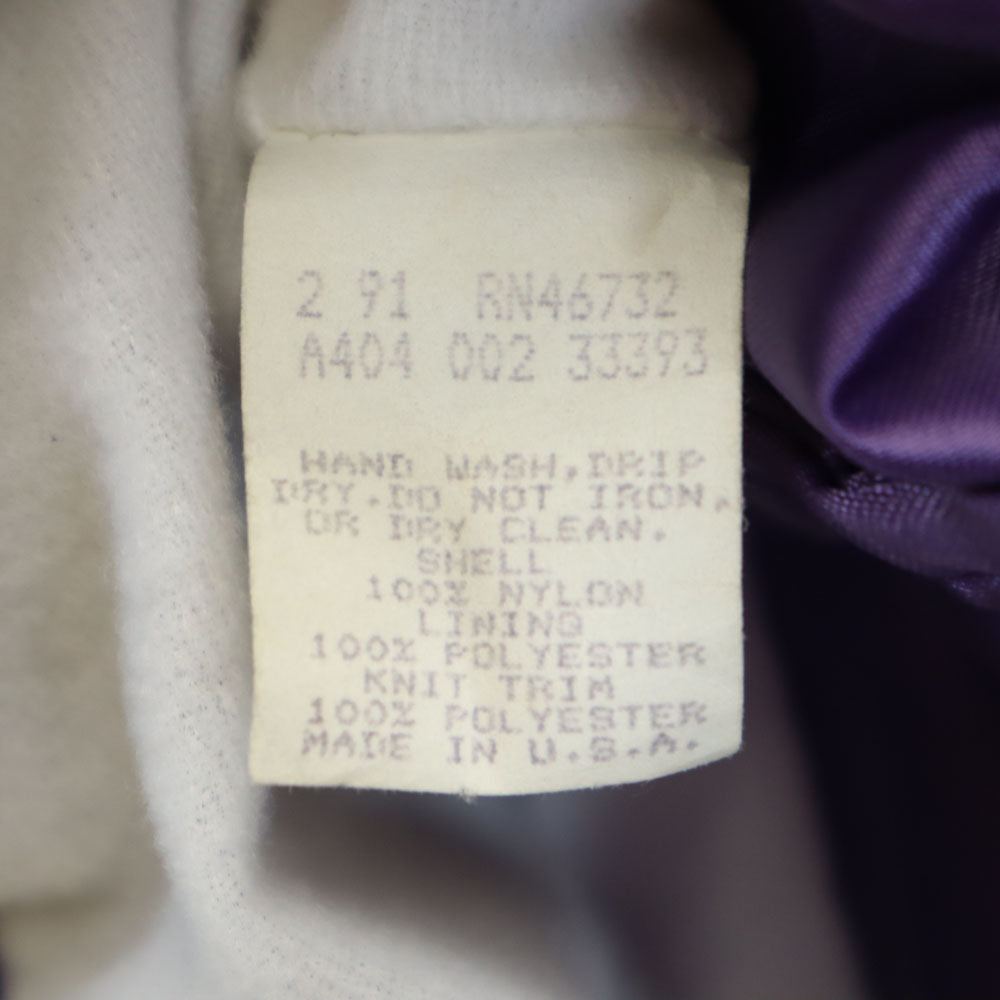 2 91 RN46732
A404 002 33393
HAND WASH,DRIP
DRY.DO NOT IRON,
OR DRY CLEAN.
SHELL
100% NYLON
LINING
100% POLYESTER
KNIT TRIM
100% POLYESTER
MADE IN U.S.A.